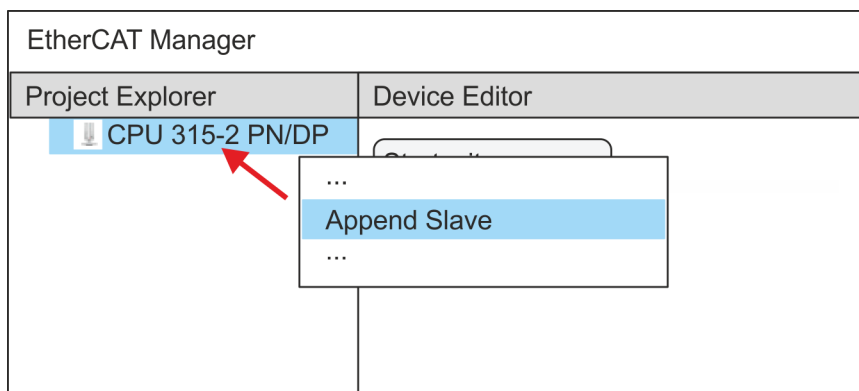 EtherCAT Manager
Project Explorer
Device Editor
CPU 315-2 PN/DP
...
Append Slave
...